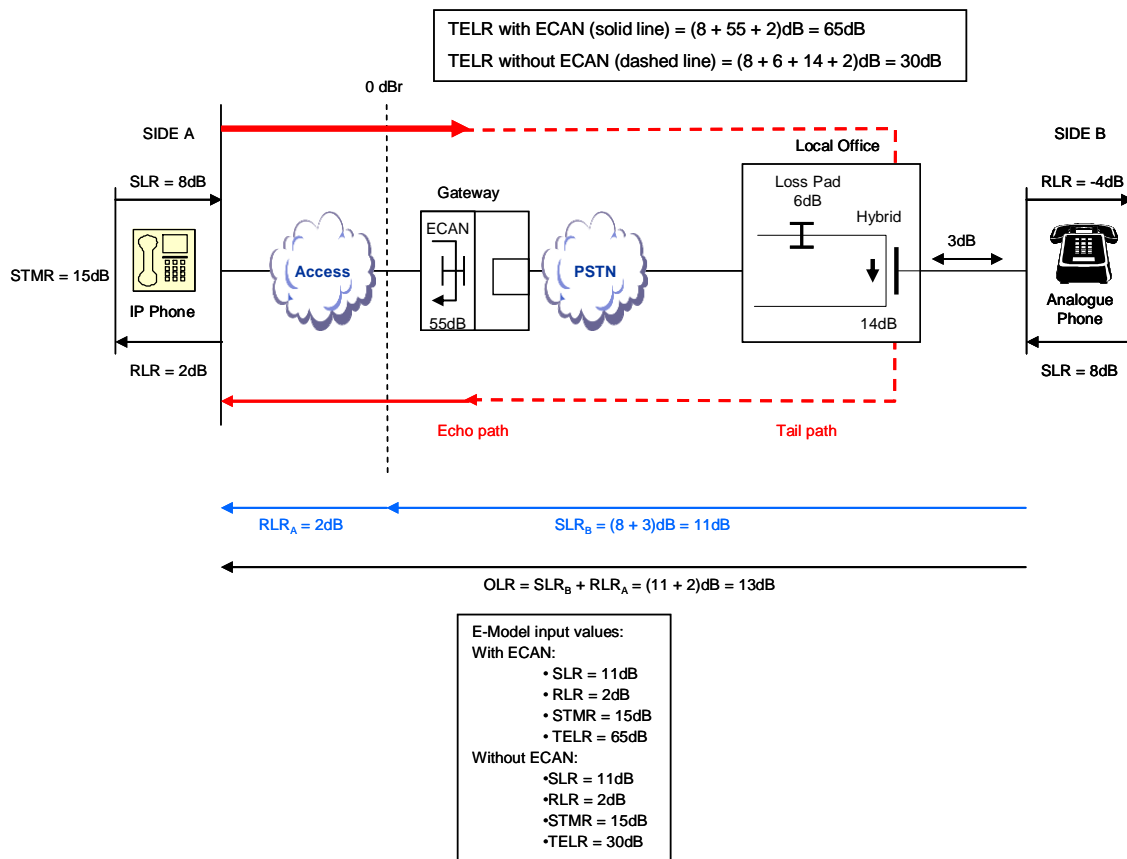 TELR with ECAN (solid line) = (8 + 55 + 2)dB = 65dB
TELR without ECAN (dashed line) = (8 + 6 + 14 + 2)dB = 30dB
0 dBr
SIDE A
SIDE B
Local Office
SLR = 8dB
RLR = -4dB
Gateway
Loss Pad
6dB
Hybrid
ECAN
3dB
STMR = 15dB
Access
PSTN
IP Phone
55dB
14dB
Analogue
Phone
RLR = 2dB
SLR = 8dB
Echo path
Tail path
RLRA = 2dB
SLRB = (8 + 3)dB = 11dB
OLR = SLRB + RLRA = (11 + 2)dB = 13dB
E-Model input values:
With ECAN:
• SLR = 11dB
• RLR = 2dB
• STMR = 15dB
• TELR = 65dB
Without ECAN:
•SLR = 11dB
•RLR = 2dB
•STMR = 15dB
•TELR = 30dB